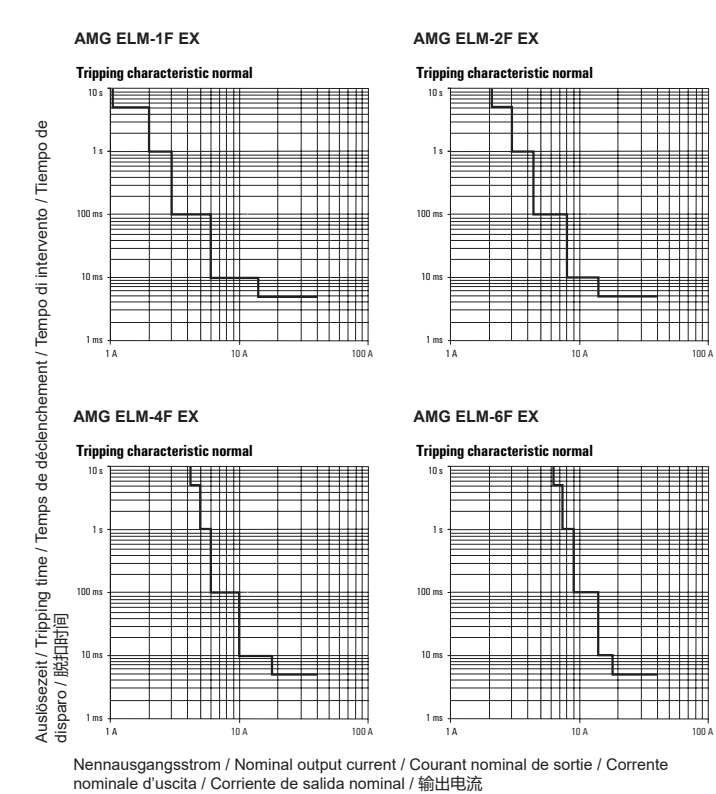 AMG ELM-1F EX
Tripping characteristic normal
10 s
1 s
100 ms
10 ms
1 ms
1 A
10 A
100 A
AMG ELM-2F EX
Tripping characteristic normal
10 s
1 s
100 ms
10 ms
1 ms
1 A
10 A
100 A
AMG ELM-4F EX
Tripping characteristic normal
10 s
1 s
100 ms
10 ms
1 ms
1 A
10 A
100 A
AMG ELM-6F EX
Tripping characteristic normal
10 s
1 s
100 ms
10 ms
1 ms
1 A
10 A
100 A
Auslösezeit / Tripping time / Temps de déclenchement / Tempo di intervento / Tiempo de
disparo / 脱扣时间
Nennausgangsstrom / Nominal output current / Courant nominal de sortie / Corrente
nominale d'uscita / Corriente de salida nominal / 输出电流